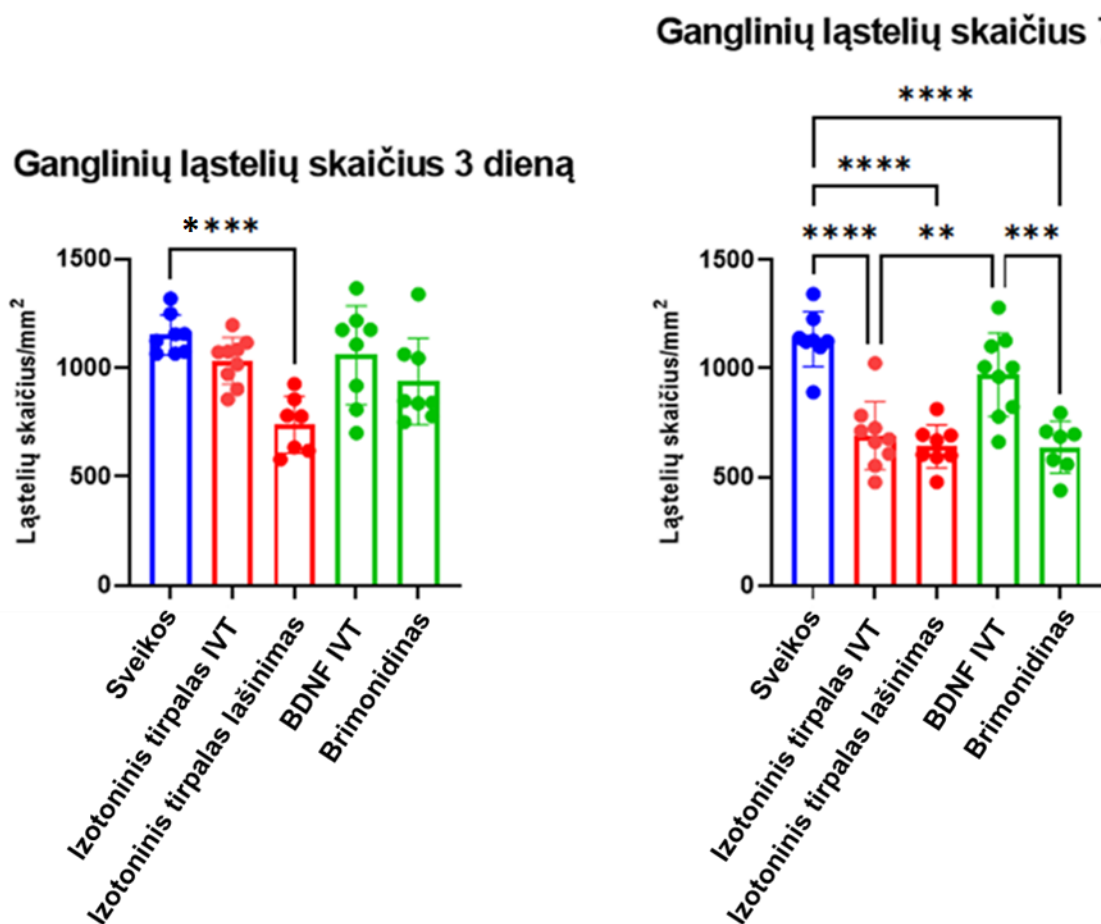 Ganglinių ląstelių skaičius 3 dieną
****
Ląstelių skaičius/mm²
1500
1000
500
0
Sveikos
Izotoninis tirpalas IVT
Izotoninis tirpalas lašinimas
BDNF IVT
Brimonidinas
Ganglinių ląstelių skaičius 7
****
****
**** ** ***
Ląstelių skaičius/mm²
1500
1000
500
0
Sveikos
Izotoninis tirpalas IVT
Izotoninis tirpalas lašinimas
BDNF IVT
Brimonidinas